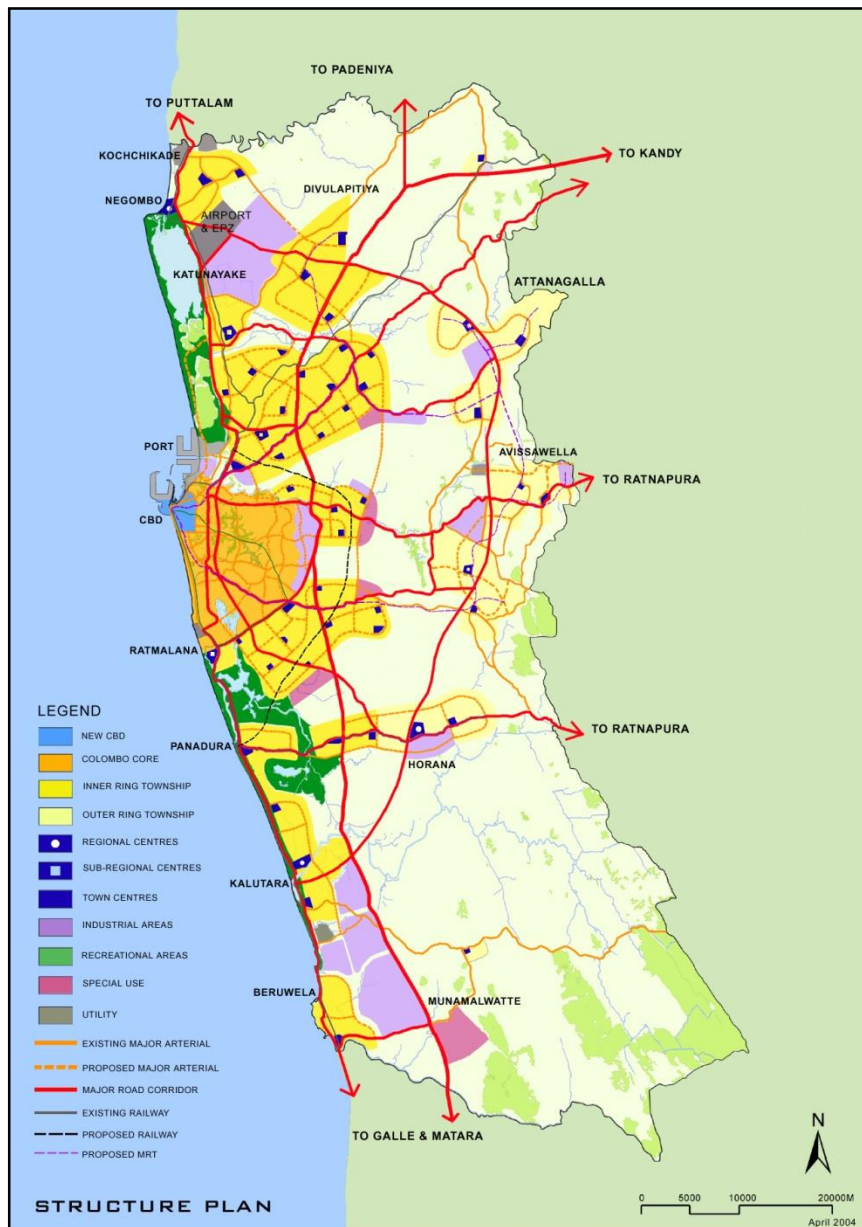 TO PADENIYA
TO PUTTALAM
KOCHCHIKADE
TO KANDY
DIVULAPITIYA
NEGOMBO
AIRPORT
& EPZ
KATUNAYAKE
ATTANAGALLA
PORT
AVISSAWELLA
TO RATNAPURA
CBD
RATMALANA
LEGEND
NEW CBD
COLOMBO CORE
INNER RING TOWNSHIP
OUTER RING TOWNSHIP
REGIONAL CENTRES
SUB-REGIONAL CENTRES
TOWN CENTRES
INDUSTRIAL AREAS
RECREATIONAL AREAS
SPECIAL USE
UTILITY
EXISTING MAJOR ARTERIAL
PROPOSED MAJOR ARTERIAL
MAJOR ROAD CORRIDOR
EXISTING RAILWAY
PROPOSED RAILWAY
PROPOSED MRT
TO RATNAPURA
PANADURA
HORANA
KALUTARA
BERUWELA
MUNAMALWATTE
TO GALLE & MATARA
N
STRUCTURE PLAN
0 5000 10000 20000M
April 2004